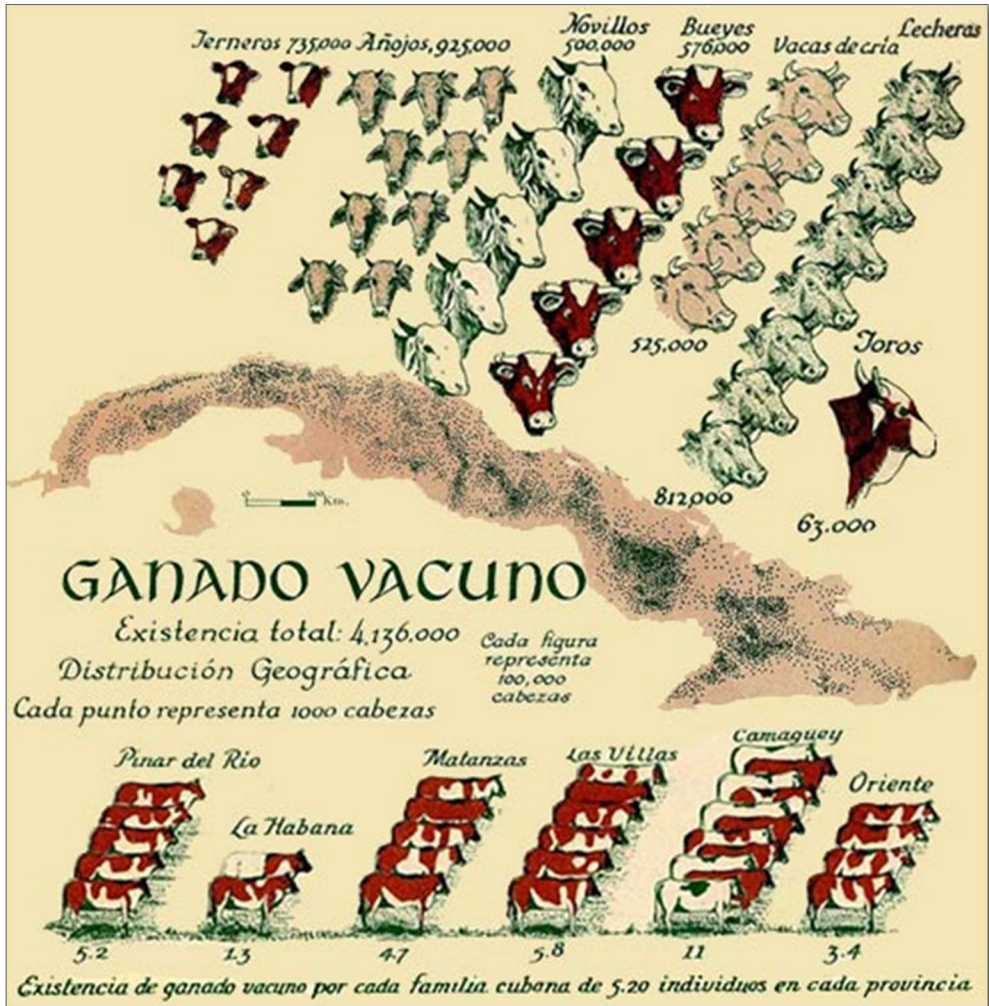 Terneros 735,000
Añojos, 925,000
Novillos
500.000
Bueyes
576,000
Vacas de cría
Lecheras
525.000
Toros
812,000
63.000
Km.
GANADO VACUNO
Existencia total: 4,136,000
Distribución Geográfica
Cada punto representa 1000 cabezas
Cada figura
representa
100,000
cabezas
Pinar del Río
La Habana
Matanzas
Las Villas
Camaguey
Oriente
5.2
1.3
4.7
5.8
11
3.4
Existencia de ganado vacuno por cada familia cubana de 5.20 individuos en cada provincia